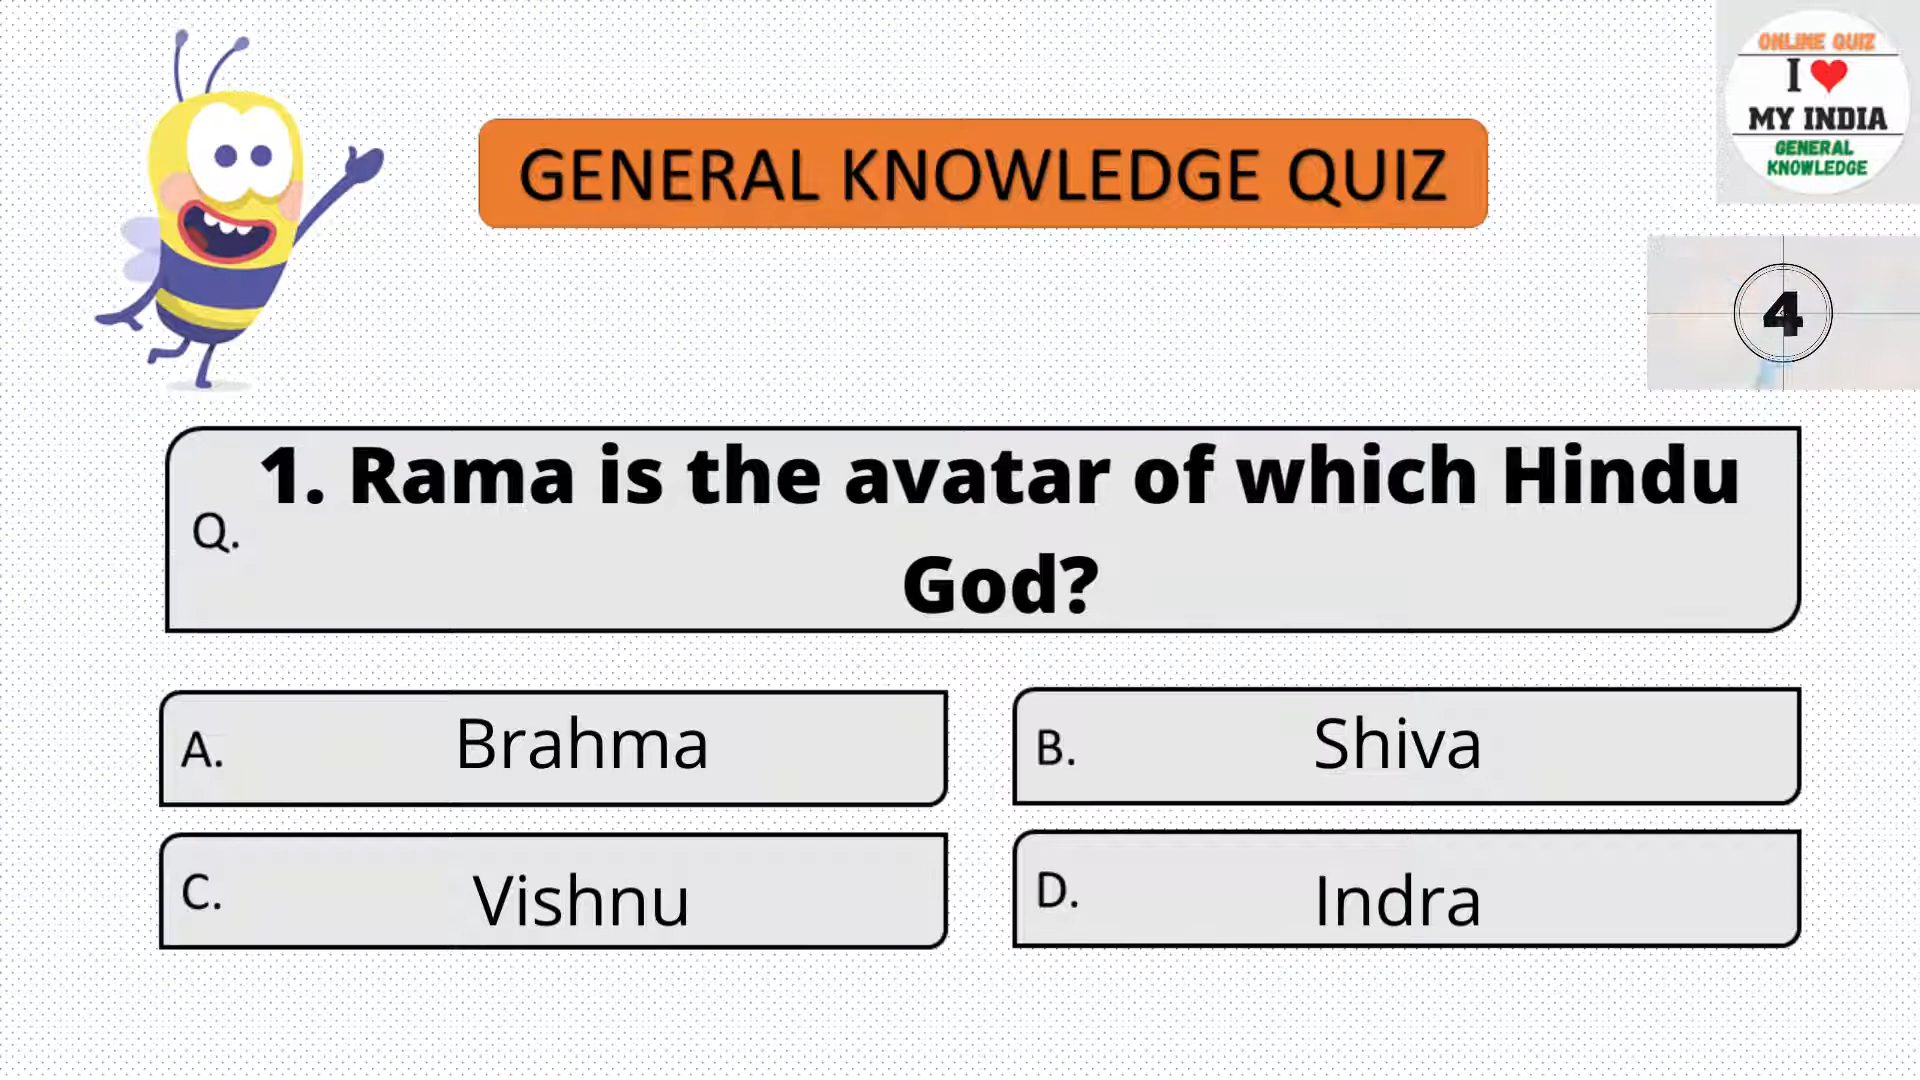 ONLINE QUIZ
I ❤
MY INDIA
GENERAL
KNOWLEDGE
GENERAL KNOWLEDGE QUIZ
4
Q. 1. Rama is the avatar of which Hindu
God?
A. Brahma
B. Shiva
C. Vishnu
D. Indra